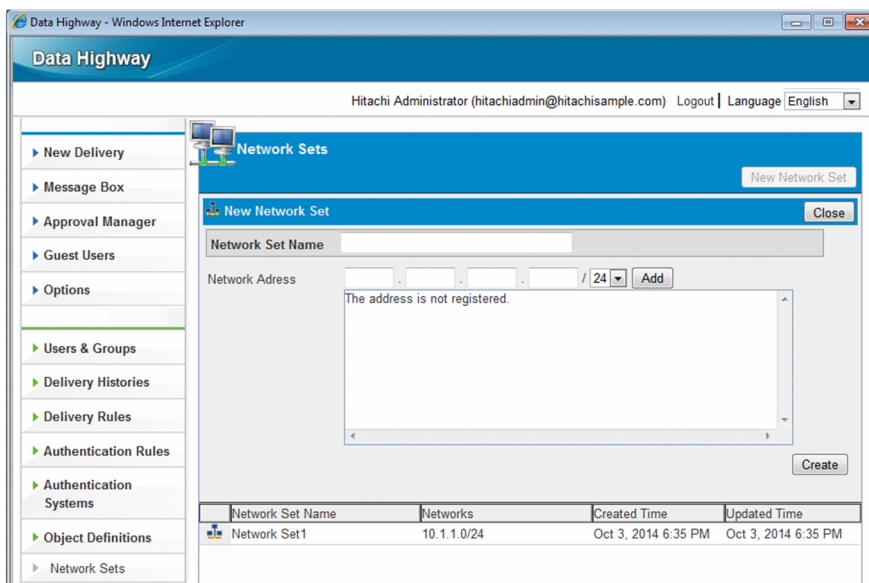 Data Highway - Windows Internet Explorer
Data Highway
Hitachi Administrator (hitachiadmin@hitachisample.com) Logout | Language English
New Delivery
Message Box
Approval Manager
Guest Users
Options
Users & Groups
Delivery Histories
Delivery Rules
Authentication Rules
Authentication
Systems
Object Definitions
Network Sets
Network Sets
New Network Set
New Network Set
Close
Network Set Name
Network Adress . . . / 24 Add
The address is not registered.
Create
Network Set Name Networks Created Time Updated Time
Network Set1 10.1.1.0/24 Oct 3, 2014 6:35 PM Oct 3, 2014 6:35 PM